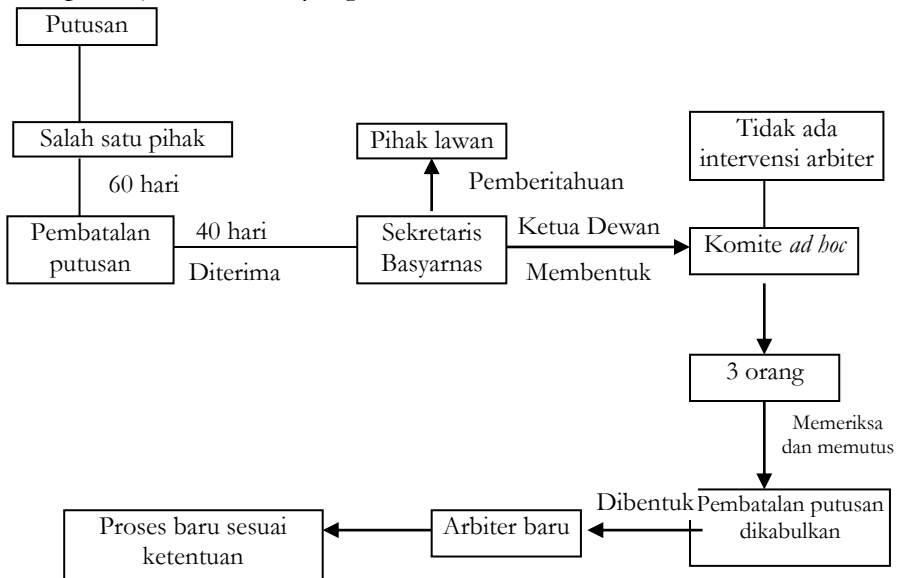 Putusan
Salah satu pihak
60 hari
Pembatalan
putusan
40 hari
Diterima
Sekretaris
Basyarnas
Pihak lawan
Pemberitahuan
Ketua Dewan
Membentuk
Tidak ada
intervensi arbiter
Komite ad hoc
3 orang
Memeriksa
dan memutus
Pembatalan putusan
dikabulkan
Dibentuk
Arbiter baru
Proses baru sesuai
ketentuan